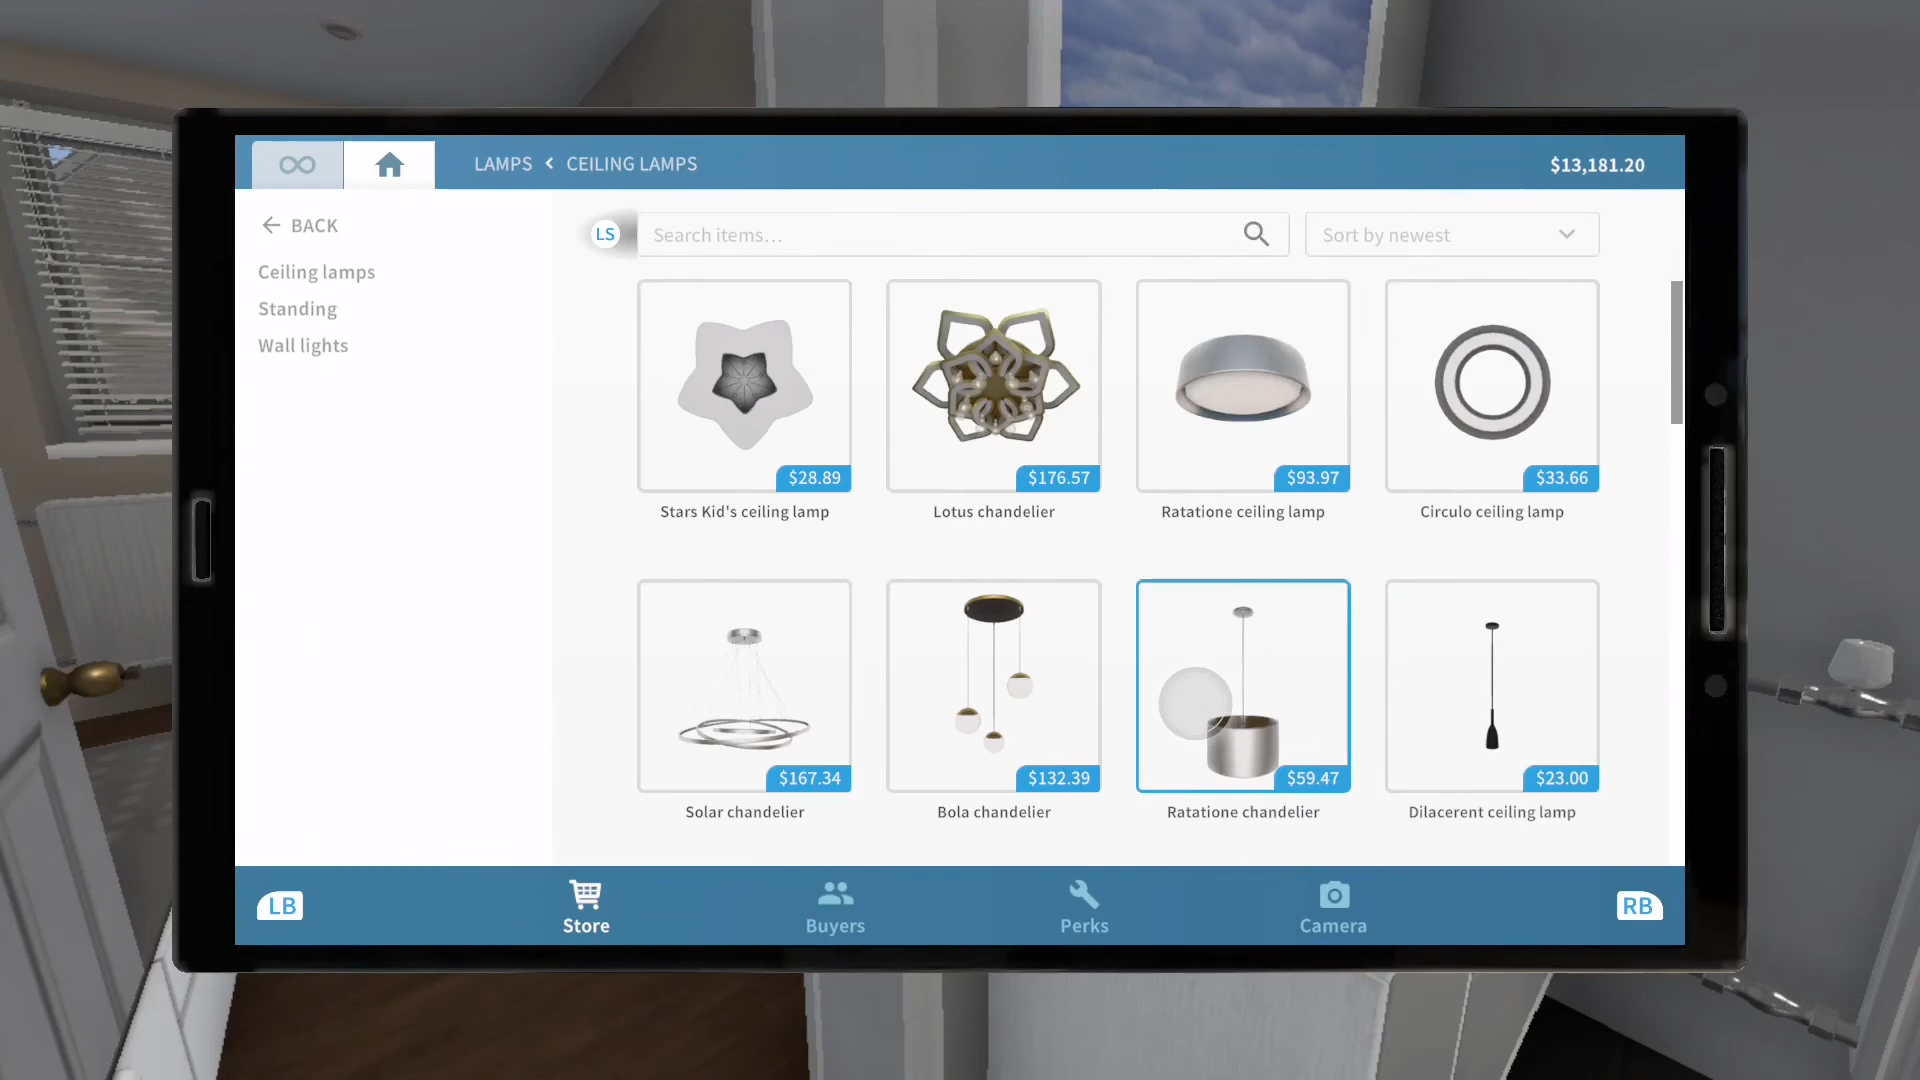 LAMPS < CEILING LAMPS
$13,181.20
BACK
Ceiling lamps
Standing
Wall lights
LS
Search items...
Sort by newest
$28.89
$176.57
$93.97
$33.66
Stars Kid's ceiling lamp
Lotus chandelier
Ratatione ceiling lamp
Circulo ceiling lamp
$167.34
$132.39
$59.47
$23.00
Solar chandelier
Bola chandelier
Ratatione chandelier
Dilacerent ceiling lamp
LB
Store
Buyers
Perks
Camera
RB